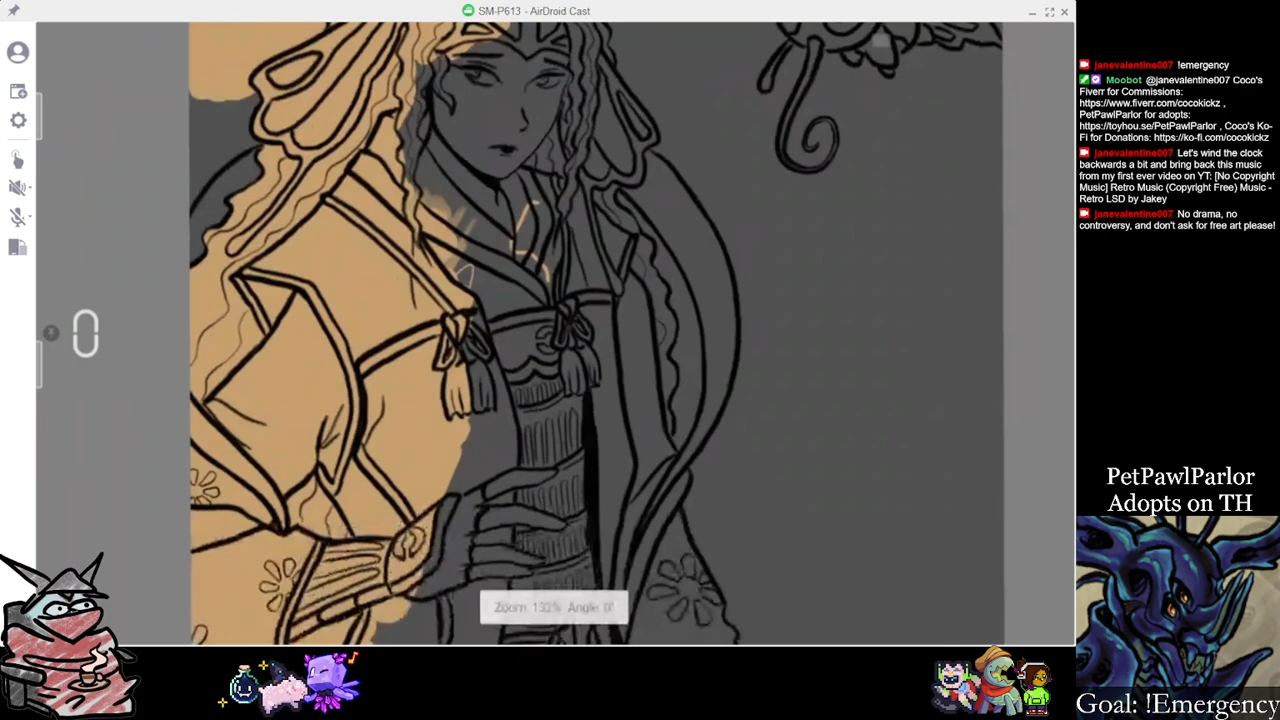 SM-P613 - AirDroid Cast
janevalentine007 !emergency
Moobot @janevalentine007 Coco's
Fiverr for Commissions:
https://www.fiverr.com/cocokickz ,
PetPawlParlor for adopts:
https://toyhou.se/PetPawlParlor , Coco's Ko-
Fi for Donations: https://ko-fi.com/cocokickz
janevalentine007 Let's wind the clock
backwards a bit and bring back this music
from my first ever video on YT: [No Copyright
Music] Retro Music (Copyright Free) Music -
Retro LSD by Jakey
janevalentine007 No drama, no
controversy, and don't ask for free art please!
Zoom 132% Angle 0°
PetPawlParlor
Adopts on TH
Goal: !Emergency